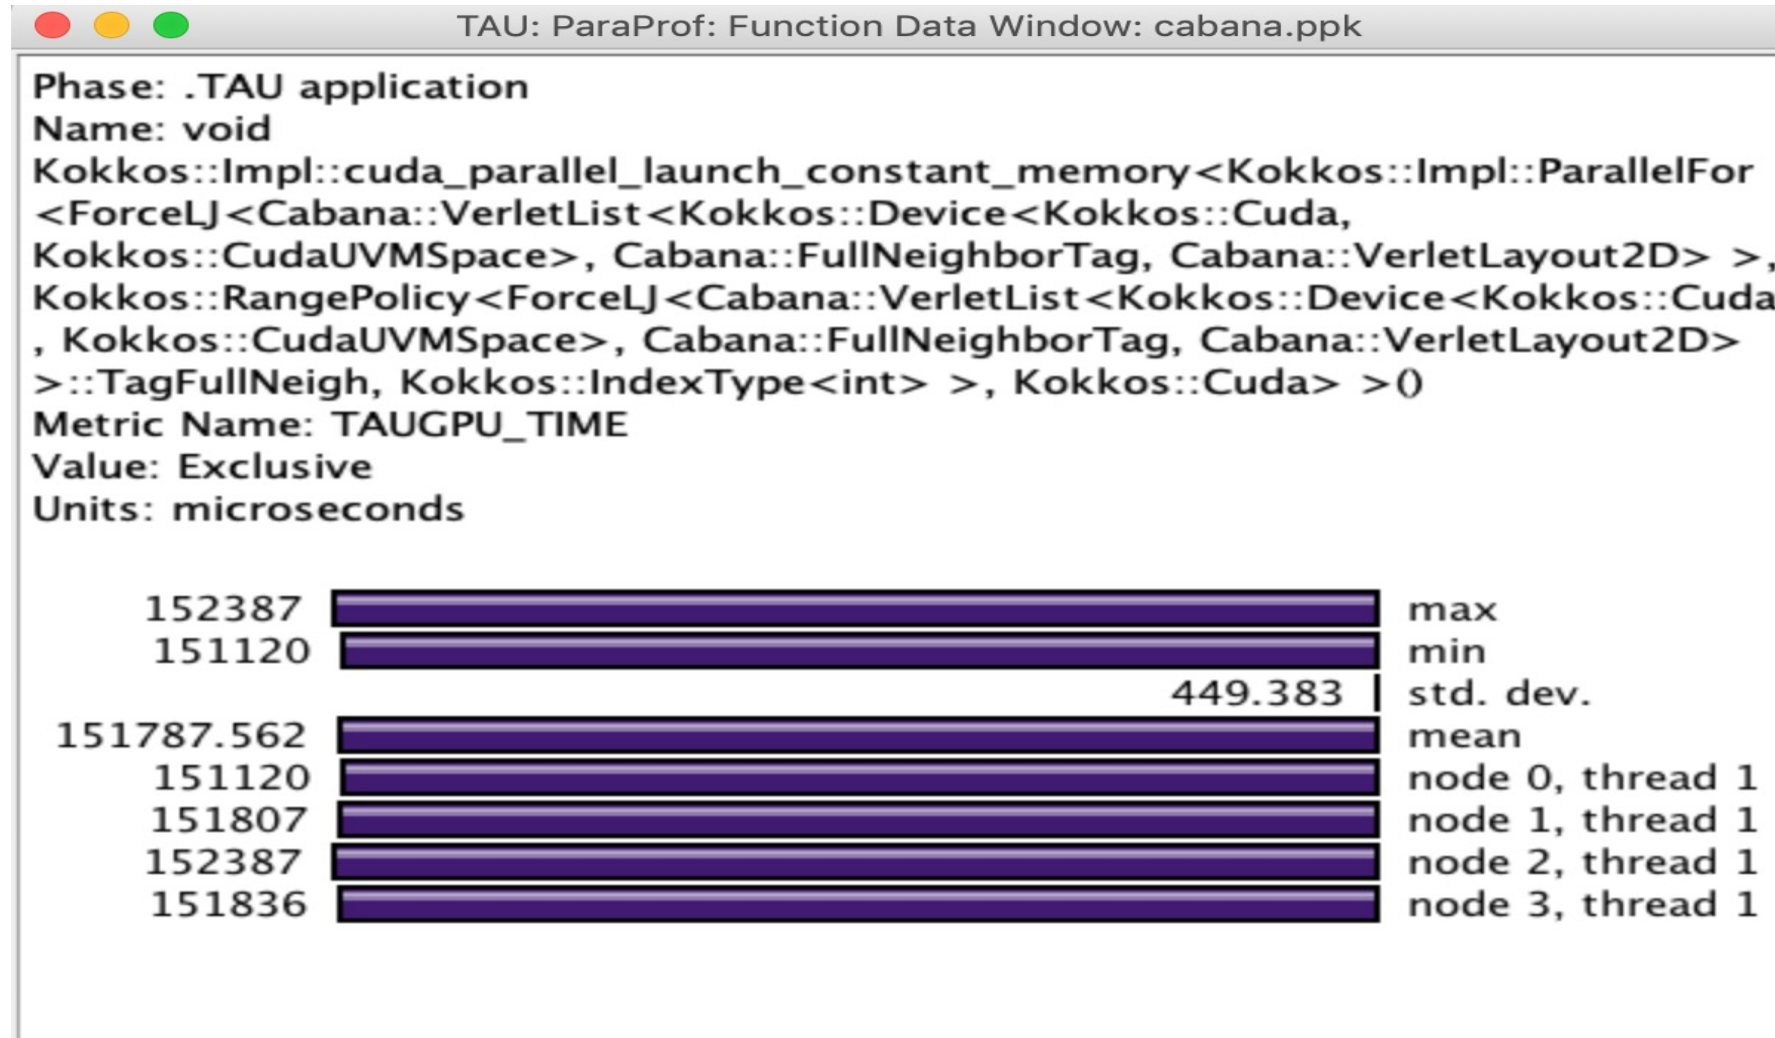 TAU: ParaProf: Function Data Window: cabana.ppk
Phase: .TAU application
Name: void
Kokkos::Impl::cuda_parallel_launch_constant_memory<Kokkos::Impl::ParallelFor
<ForceLJ<Cabana::VerletList<Kokkos::Device<Kokkos::Cuda,
Kokkos::CudaUVMSpace>, Cabana::FullNeighborTag, Cabana::VerletLayout2D> >,
Kokkos::RangePolicy<ForceLJ<Cabana::VerletList<Kokkos::Device<Kokkos::Cuda
, Kokkos::CudaUVMSpace>, Cabana::FullNeighborTag, Cabana::VerletLayout2D>
>::TagFullNeigh, Kokkos::IndexType<int> >, Kokkos::Cuda> >()
Metric Name: TAUGPU_TIME
Value: Exclusive
Units: microseconds
152387 max
151120 min
449.383 std. dev.
151787.562 mean
151120 node 0, thread 1
151807 node 1, thread 1
152387 node 2, thread 1
151836 node 3, thread 1